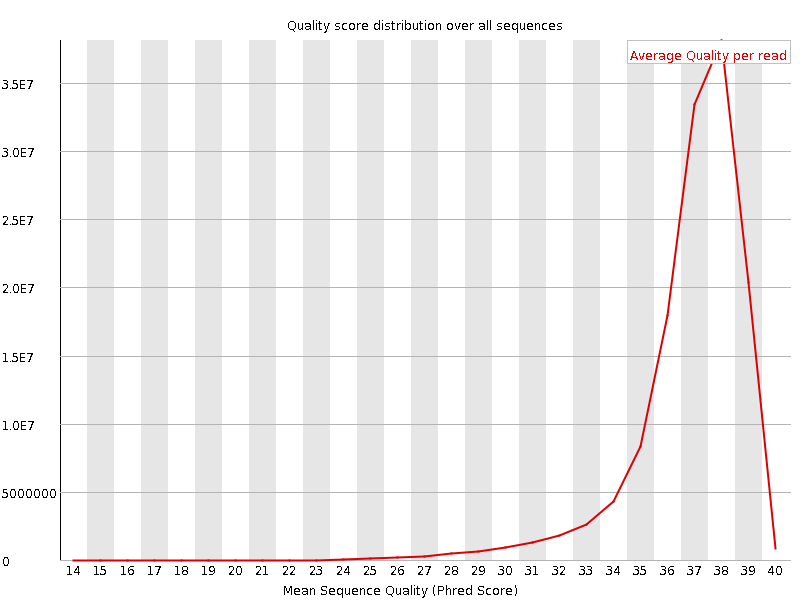 Quality score distribution over all sequences
Average Quality per read
3.5E7
3.0E7
2.5E7
2.0E7
1.5E7
1.0E7
5000000
0
14 15 16 17 18 19 20 21 22 23 24 25 26 27 28 29 30 31 32 33 34 35 36 37 38 39 40
Mean Sequence Quality (Phred Score)